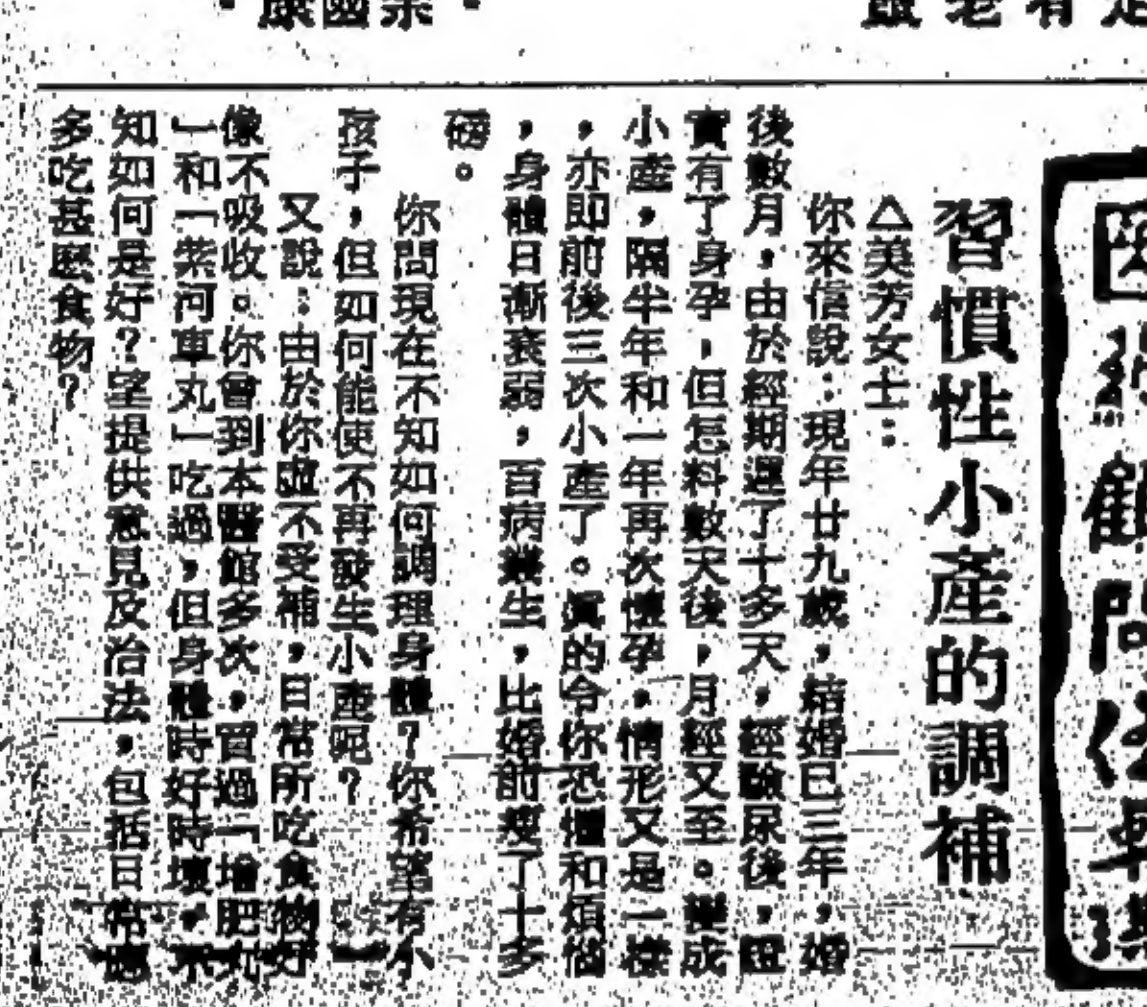 習慣性小產的調補
△美芳女士：
你來信說：現年廿九歲，結婚已三年，婚
後數月，由於經期遲了十多天，經驗尿後，證
實有了身孕，但怎料數天後，月經又至。變成
小產，隔半年和一年再次懷孕，情形又是一樣
，亦即前後三次小產了。眞的令你恐懼和煩惱
，身體日漸衰弱，百病叢生，比婚前瘦了十多
磅。
你問現在不知如何調理身體？你希望有小
孩子，但如何能使不再發生小產呢？
又說：由於你虛不受補，日常所吃食物好
像不吸收。你曾到本醫館多次，買過「增肥丸
」和「紫河車丸」吃過，但身體時好時壞，不
知如何是好？望提供意見及治法，包括日常應
多吃甚麽食物？